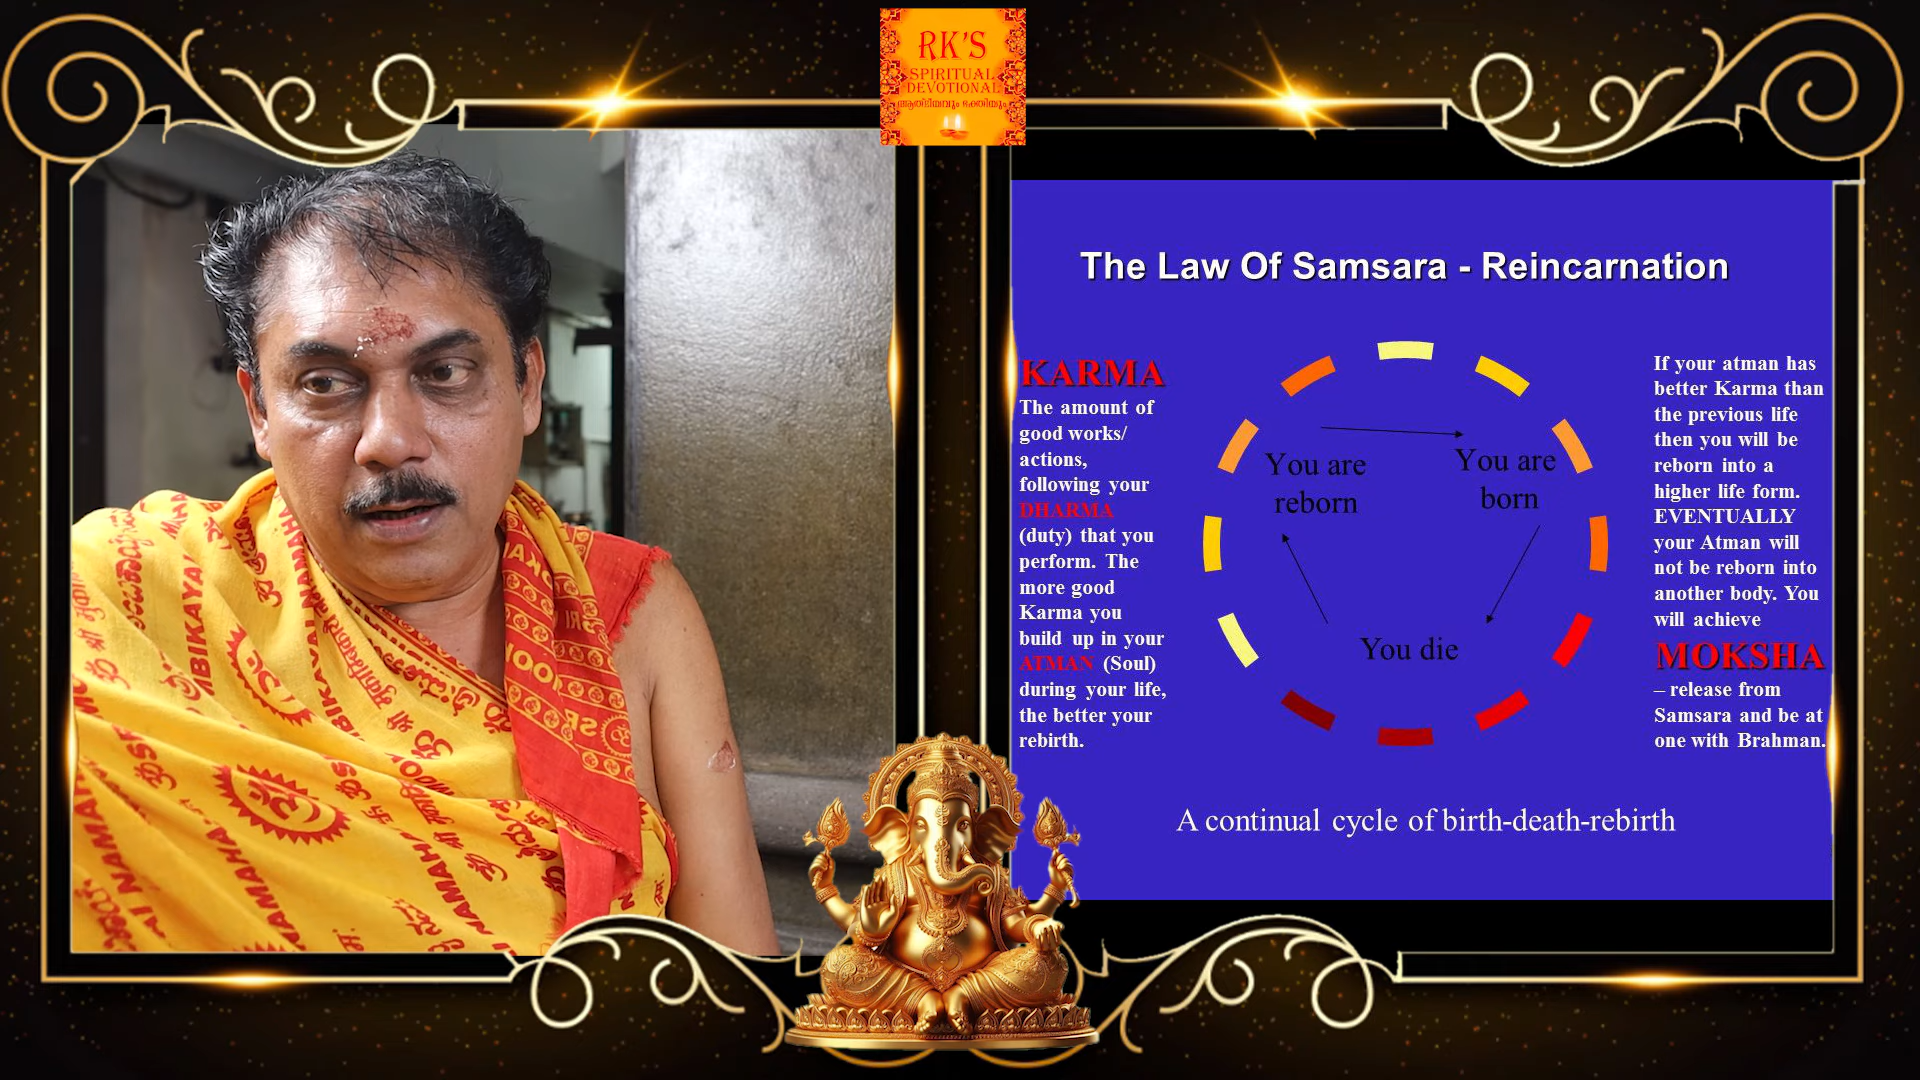 RK'S
SPIRITUAL
DEVOTIONAL
The Law Of Samsara - Reincarnation
KARMA
The amount of
good works/
actions,
following your
DHARMA
(duty) that you
perform. The
more good
Karma you
build up in your
ATMAN (Soul)
during your life,
the better your
rebirth.
You are
reborn
You are
born
You die
If your atman has
better Karma than
the previous life
then you will be
reborn into a
higher life form.
EVENTUALLY
your Atman will
not be reborn into
another body. You
will achieve
MOKSHA
– release from
Samsara and be at
one with Brahman.
A continual cycle of birth-death-rebirth